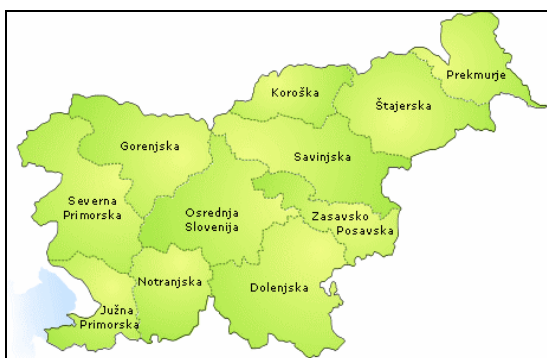 Prekmurje
Koroška
Štajerska
Gorenjska
Savinjska
Severna
Primorska
Osrednja
Slovenija
Zasavsko
Posavska
Notranjska
Dolenjska
Južna
Primorska